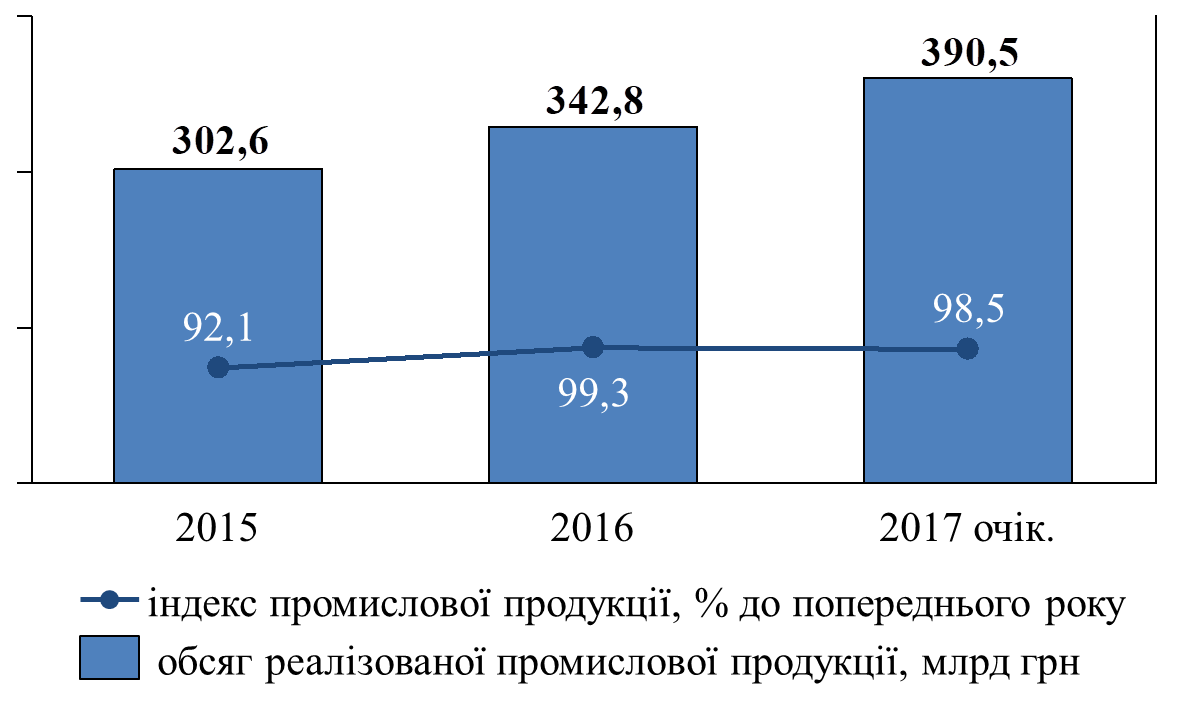 390,5
342,8
302,6
98,5
92,1
99,3
2015 2016 2017 очік.
індекс промислової продукції, % до попереднього року
обсяг реалізованої промислової продукції, млрд грн